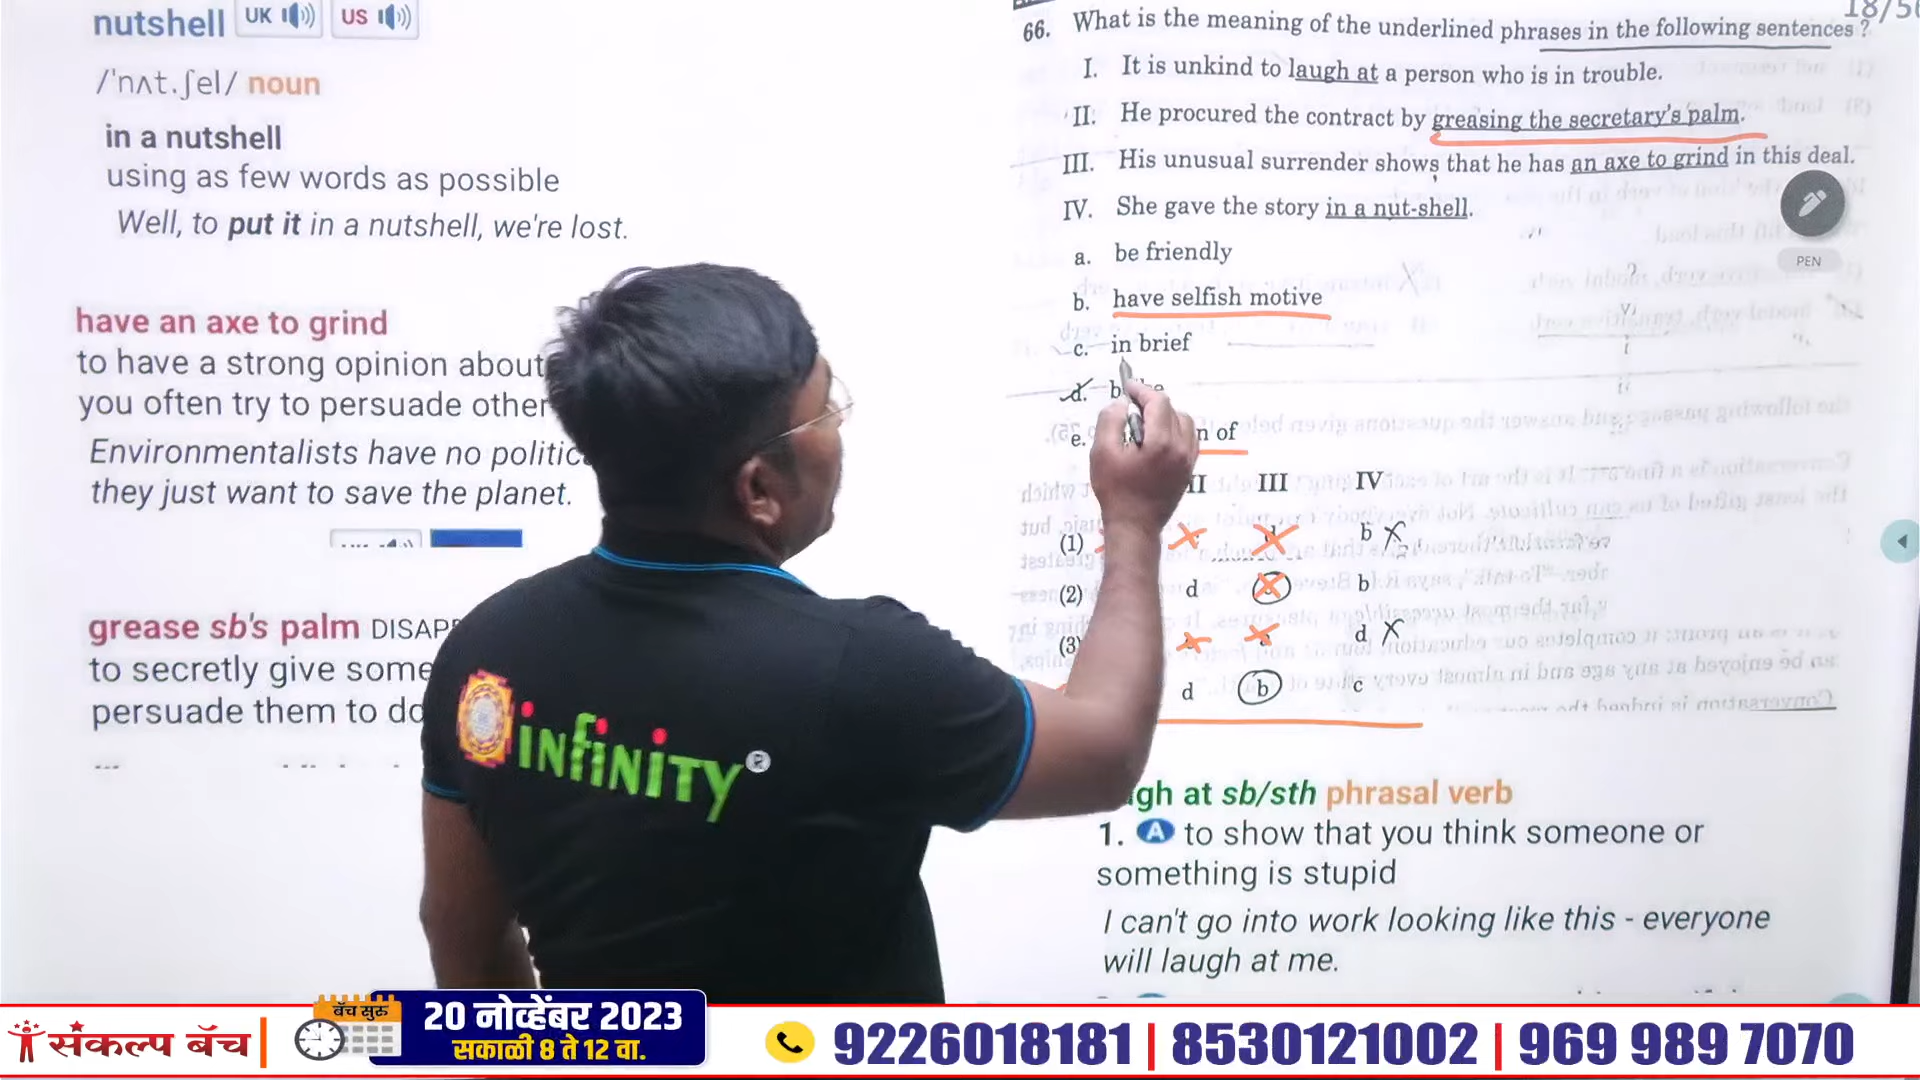 nutshell UK US
/ˈnʌt.ʃel/ noun
in a nutshell
using as few words as possible
Well, to put it in a nutshell, we're lost.
have an axe to grind
to have a strong opinion about
you often try to persuade other
Environmentalists have no politic
they just want to save the planet.
grease sb's palm DISAPP
to secretly give some
persuade them to do
18/56
66. What is the meaning of the underlined phrases in the following sentences ?
I. It is unkind to laugh at a person who is in trouble.
II. He procured the contract by greasing the secretary's palm.
III. His unusual surrender shows that he has an axe to grind in this deal.
IV. She gave the story in a nut-shell.
PEN
a. be friendly
b. have selfish motive
c. in brief
d.
e. n of
II III IV
(1) b
(2) d b
(3) d
d b c
gh at sb/sth phrasal verb
1. A to show that you think someone or
something is stupid
I can't go into work looking like this - everyone
will laugh at me.
infinity®
संकल्प बॅच
बॅच सुरु
20 नोव्हेंबर 2023
सकाळी 8 ते 12 वा.
9226018181 | 8530121002 | 969 989 7070